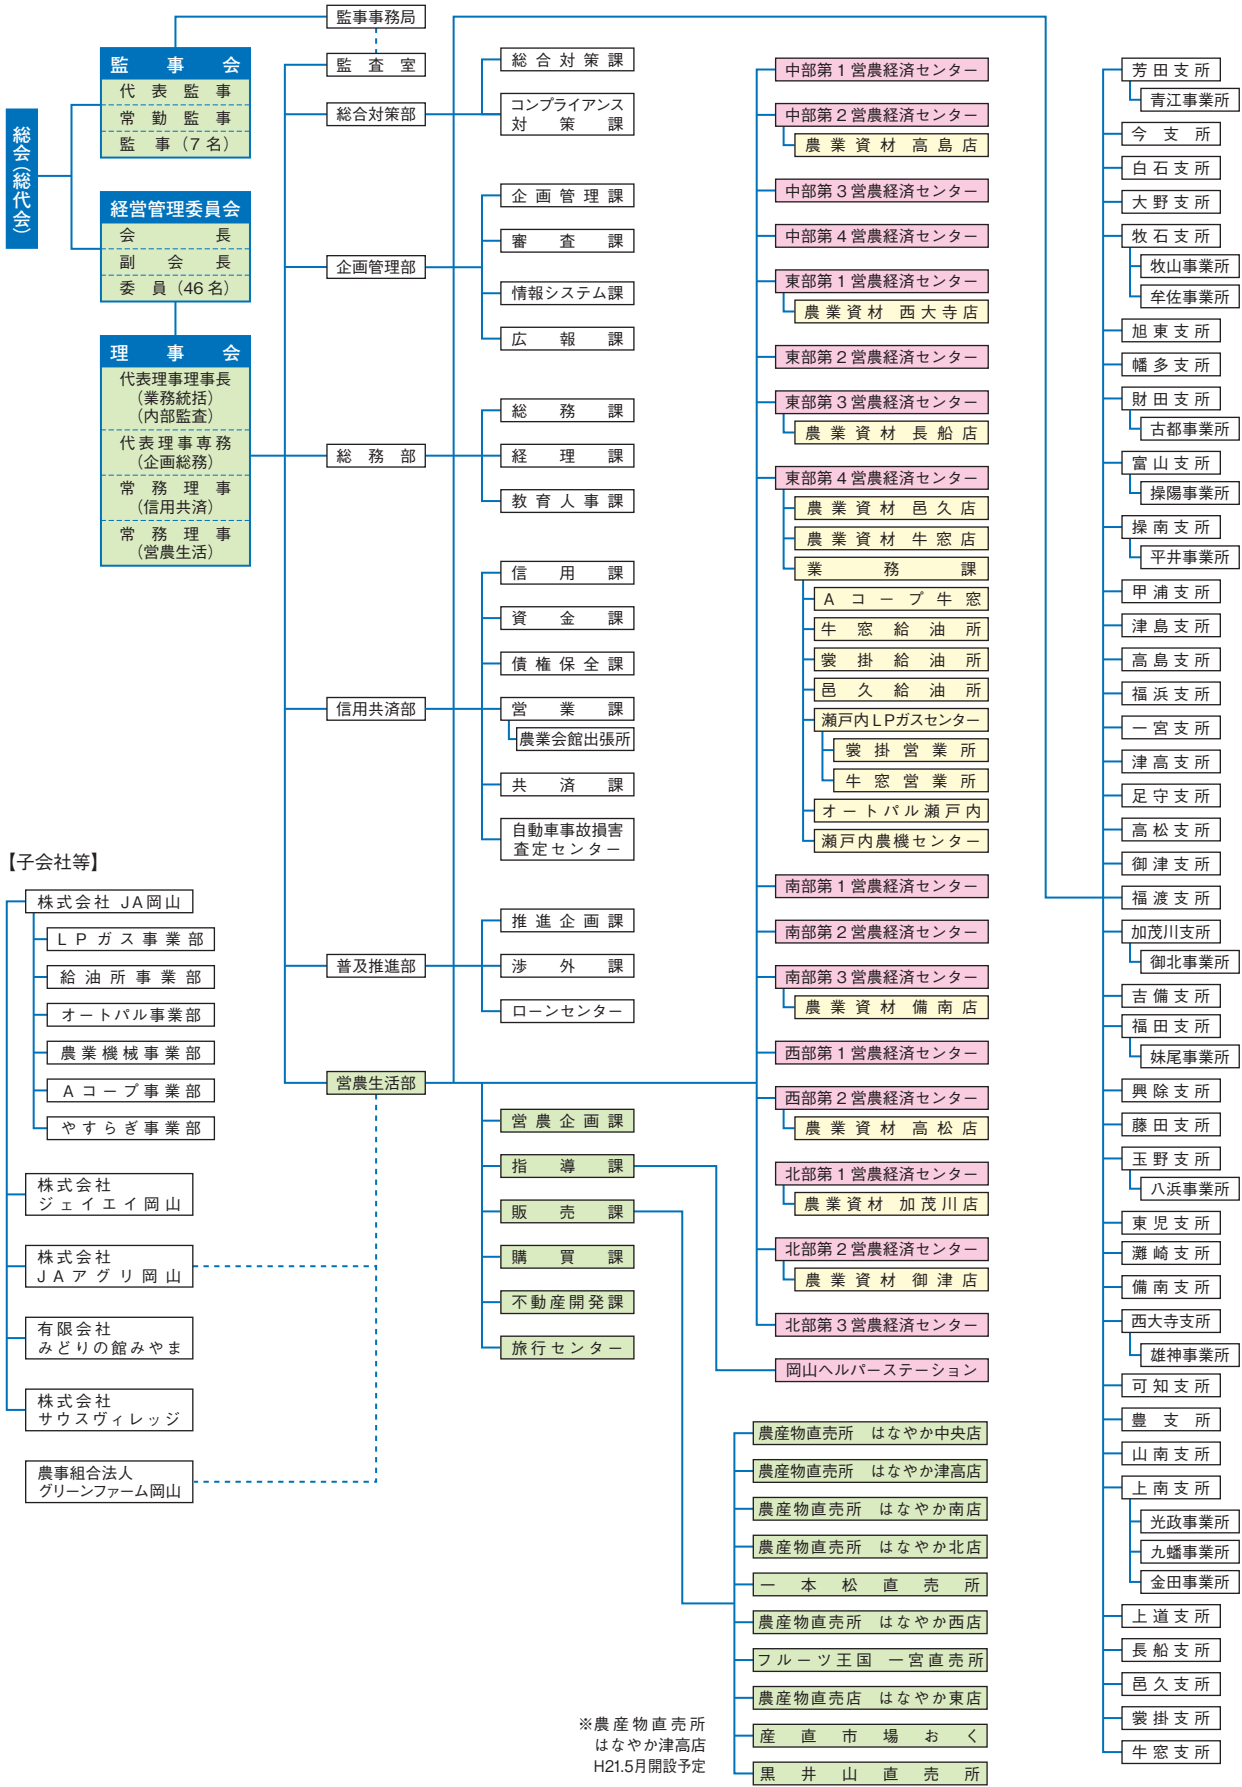 総会（総代会）
監事会
代表監事
常勤監事
監事（7名）
経営管理委員会
会長
副会長
委員（46名）
理事会
代表理事理事長
（業務統括）
（内部監査）
代表理事専務
（企画総務）
常務理事
（信用共済）
常務理事
（営農生活）
【子会社等】
株式会社 JA岡山
LPガス事業部
給油所事業部
オートパル事業部
農業機械事業部
Aコープ事業部
やすらぎ事業部
株式会社
ジェイエイ岡山
株式会社
JAアグリ岡山
有限会社
みどりの館みやま
株式会社
サウスヴィレッジ
農事組合法人
グリーンファーム岡山
監事事務局
監査室
総合対策部
企画管理部
総務部
信用共済部
普及推進部
営農生活部
総合対策課
コンプライアンス
対策課
企画管理課
審査課
情報システム課
広報課
総務課
経理課
教育人事課
信用課
資金課
債権保全課
営業課
農業会館出張所
共済課
自動車事故損害
査定センター
推進企画課
渉外課
ローンセンター
営農企画課
指導課
販売課
購買課
不動産開発課
旅行センター
中部第1営農経済センター
中部第2営農経済センター
農業資材 高島店
中部第3営農経済センター
中部第4営農経済センター
東部第1営農経済センター
農業資材 西大寺店
東部第2営農経済センター
東部第3営農経済センター
農業資材 長船店
東部第4営農経済センター
農業資材 邑久店
農業資材 牛窓店
業務課
Aコープ牛窓
牛窓給油所
裳掛給油所
邑久給油所
瀬戸内LPガスセンター
裳掛営業所
牛窓営業所
オートパル瀬戸内
瀬戸内農機センター
南部第1営農経済センター
南部第2営農経済センター
南部第3営農経済センター
農業資材 備南店
西部第1営農経済センター
西部第2営農経済センター
農業資材 高松店
北部第1営農経済センター
農業資材 加茂川店
北部第2営農経済センター
農業資材 御津店
北部第3営農経済センター
岡山ヘルパーステーション
農産物直売所 はなやか中央店
農産物直売所 はなやか津高店
農産物直売所 はなやか南店
農産物直売所 はなやか北店
一本松直売所
農産物直売所 はなやか西店
フルーツ王国 一宮直売所
農産物直売店 はなやか東店
産直市場おく
黒井山直売所
※農産物直売所
はなやか津高店
H21.5月開設予定
芳田支所
青江事業所
今支所
白石支所
大野支所
牧石支所
牧山事業所
牟佐事業所
旭東支所
幡多支所
財田支所
古都事業所
富山支所
操陽事業所
操南支所
平井事業所
甲浦支所
津島支所
高島支所
福浜支所
一宮支所
津高支所
足守支所
高松支所
御津支所
福渡支所
加茂川支所
御北事業所
吉備支所
福田支所
妹尾事業所
興除支所
藤田支所
玉野支所
八浜事業所
東児支所
灘崎支所
備南支所
西大寺支所
雄神事業所
可知支所
豊支所
山南支所
上南支所
光政事業所
九蟠事業所
金田事業所
上道支所
長船支所
邑久支所
裳掛支所
牛窓支所